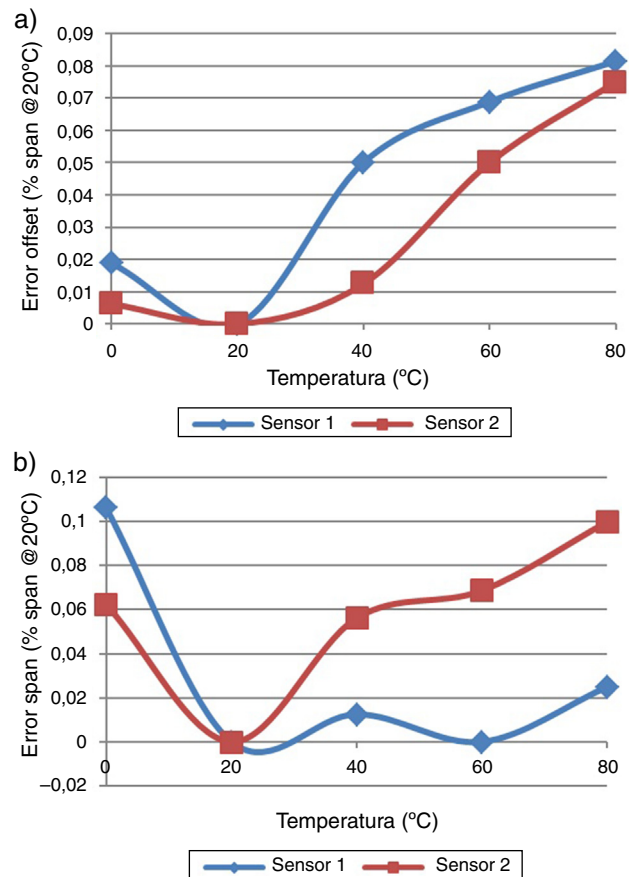 a)
Error offset (% span @20ºC)
0,09
0,08
0,07
0,06
0,05
0,04
0,03
0,02
0,01
0
0 20 40 60 80
Temperatura (ºC)
Sensor 1 Sensor 2
b)
Error span (% span @20ºC)
0,12
0,1
0,08
0,06
0,04
0,02
0
−0,02
0 20 40 60 80
Temperatura (ºC)
Sensor 1 Sensor 2